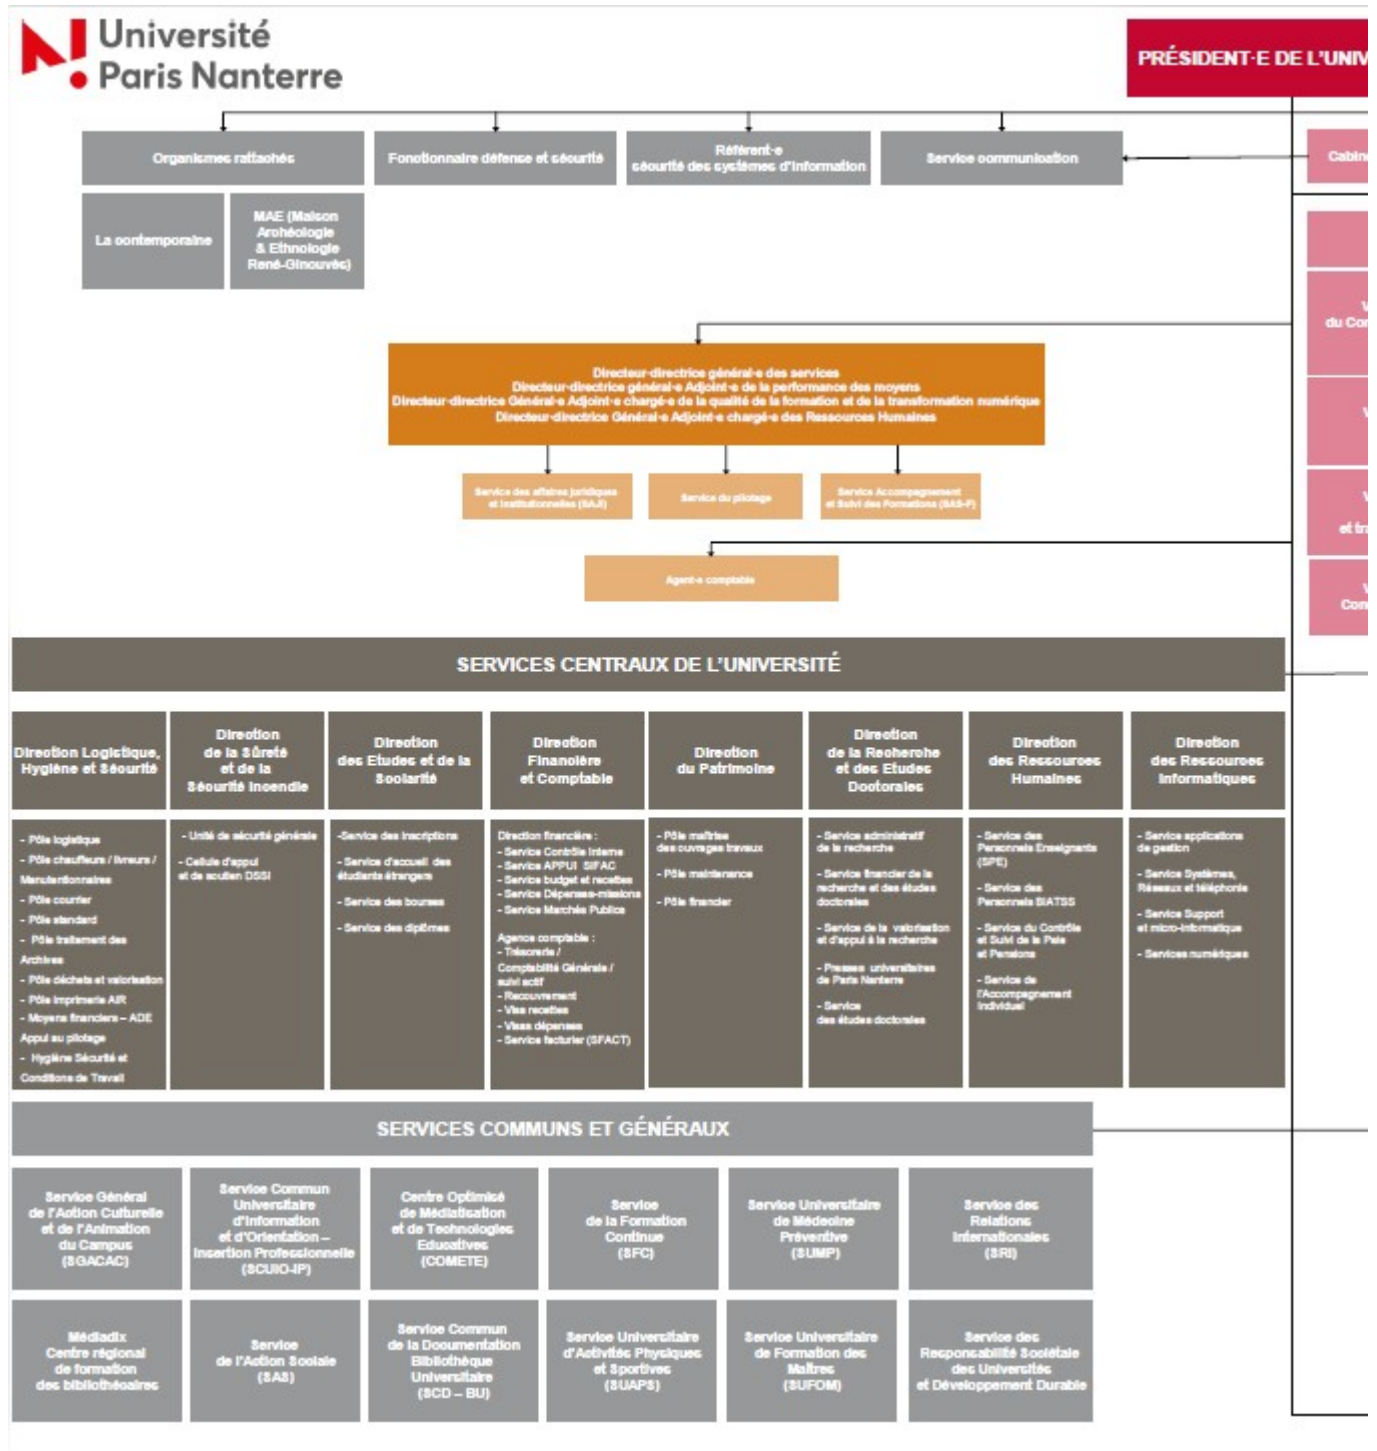 Université
Paris Nanterre
PRÉSIDENT·E DE L'UNIV
Organismes rattachés
Fonctionnaire défense et sécurité
Référent·e
sécurité des systèmes d'information
Service communication
Cabine
La contemporaine
MAE (Maison
Archéologie
& Ethnologie
René-Ginouvès)
V
du Con
V
V
et tra
V
Con
Directeur·directrice général·e des services
Directeur·directrice général·e Adjoint·e de la performance des moyens
Directeur·directrice Général·e Adjoint·e chargé·e de la qualité de la formation et de la transformation numérique
Directeur·directrice Général·e Adjoint·e chargé·e des Ressources Humaines
Service des affaires juridiques
et Institutionnelles (SAJI)
Service du pilotage
Service Accompagnement
et Suivi des Formations (SAS-F)
Agent·e comptable
SERVICES CENTRAUX DE L'UNIVERSITÉ
Direction Logistique,
Hygiène et Sécurité
- Pôle logistique
- Pôle chauffeurs / livreurs /
Manutentionnaires
- Pôle courrier
- Pôle standard
- Pôle traitement des
Archives
- Pôle déchets et valorisation
- Pôle imprimerie AIR
- Moyens financiers – ADE
Appui au pilotage
- Hygiène Sécurité et
Conditions de Travail
Direction
de la Sûreté
et de la
Sécurité Incendie
- Unité de sécurité générale
- Cellule d'appui
et de soutien DSSI
Direction
des Etudes et de la
Scolarité
-Service des inscriptions
- Service d'accueil des
étudiants étrangers
- Service des bourses
- Service des diplômes
Direction
Financière
et Comptable
Direction financière :
- Service Contrôle Interne
- Service APPUI SIFAC
- Service budget et recettes
- Service Dépenses-missions
- Service Marchés Publics
Agence comptable :
- Trésorerie /
Comptabilité Générale /
suivi actif
- Recouvrement
- Visa recettes
- Visas dépenses
- Service facturier (SFACT)
Direction
du Patrimoine
- Pôle maîtrise
des ouvrages travaux
- Pôle maintenance
- Pôle financier
Direction
de la Recherche
et des Etudes
Doctorales
- Service administratif
de la recherche
- Service financier de la
recherche et des études
doctorales
- Service de la valorisation
et d'appui à la recherche
- Presses universitaires
de Paris Nanterre
- Service
des études doctorales
Direction
des Ressources
Humaines
- Service des
Personnels Enseignants
(SPE)
- Service des
Personnels BIATSS
- Service du Contrôle
et Suivi de la Paie
et Pensions
- Service de
l'Accompagnement
Individuel
Direction
des Ressources
Informatiques
- Service applications
de gestion
- Service Systèmes,
Réseaux et téléphonie
- Service Support
et micro-informatique
- Services numériques
SERVICES COMMUNS ET GÉNÉRAUX
Service Général
de l'Action Culturelle
et de l'Animation
du Campus
(SGACAC)
Service Commun
Universitaire
d'Information
et d'Orientation –
Insertion Professionnelle
(SCUIO-IP)
Centre Optimisé
de Médiatisation
et de Technologies
Educatives
(COMETE)
Service
de la Formation
Continue
(SFC)
Service Universitaire
de Médecine
Préventive
(SUMP)
Service des
Relations
Internationales
(SRI)
Médiadix
Centre régional
de formation
des bibliothécaires
Service
de l'Action Sociale
(SAS)
Service Commun
de la Documentation
Bibliothèque
Universitaire
(SCD – BU)
Service Universitaire
d'Activités Physiques
et Sportives
(SUAPS)
Service Universitaire
de Formation des
Maîtres
(SUFOM)
Service des
Responsabilité Sociétale
des Universités
et Développement Durable